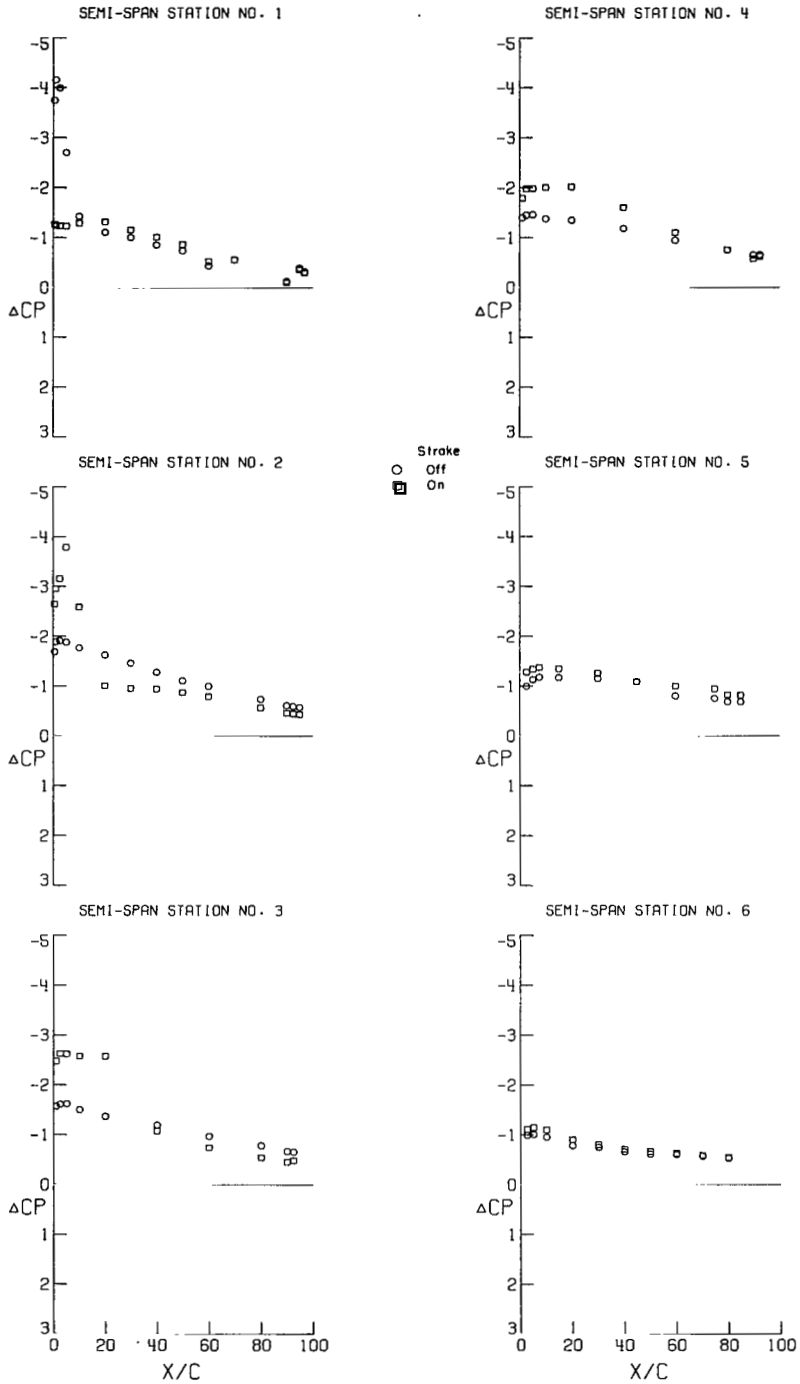 SEMI-SPAN STATION NO. 1
-5
-4
-3
-2
-1
0
ΔCP
1
2
3
SEMI-SPAN STATION NO. 4
-5
-4
-3
-2
-1
0
ΔCP
1
2
3
Strake
Off
On
SEMI-SPAN STATION NO. 2
-5
-4
-3
-2
-1
0
ΔCP
1
2
3
SEMI-SPAN STATION NO. 5
-5
-4
-3
-2
-1
0
ΔCP
1
2
3
SEMI-SPAN STATION NO. 3
-5
-4
-3
-2
-1
0
ΔCP
1
2
3
0 20 40 60 80 100
X/C
SEMI-SPAN STATION NO. 6
-5
-4
-3
-2
-1
0
ΔCP
1
2
3
0 20 40 60 80 100
X/C